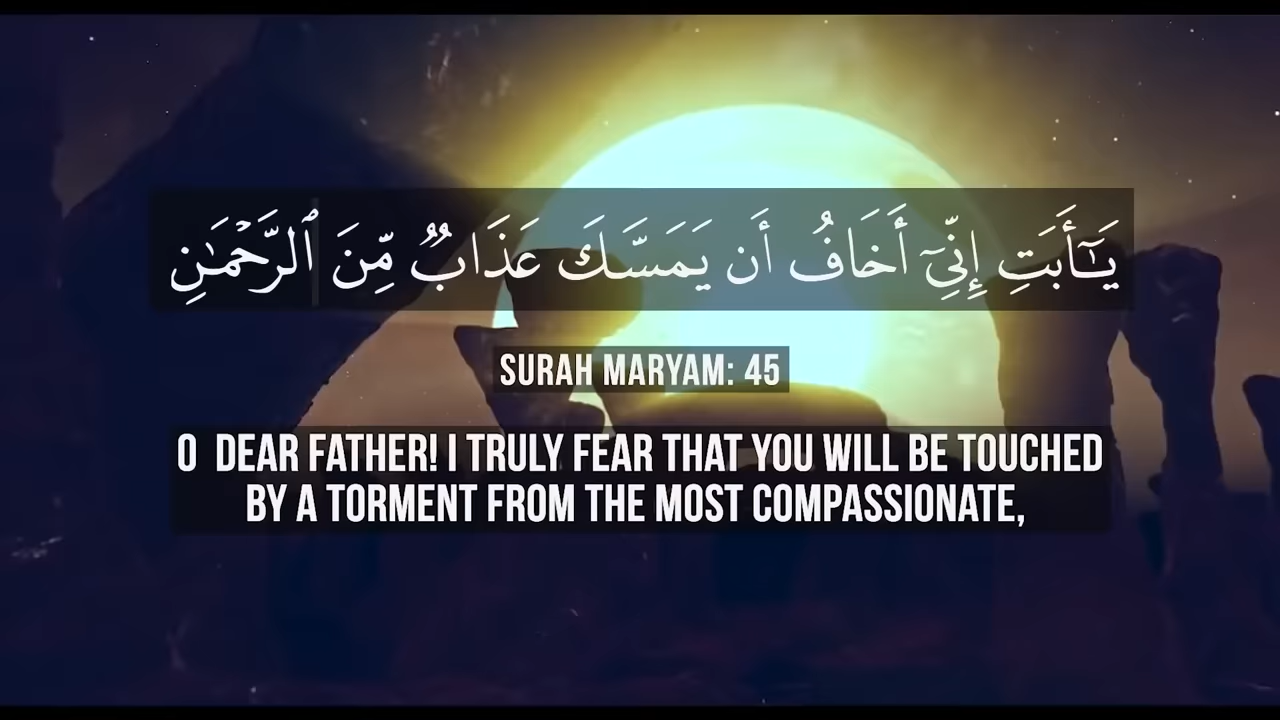 يَـٰٓأَبَتِ إِنِّىٓ أَخَافُ أَن يَمَسَّكَ عَذَابٌ مِّنَ ٱلرَّحْمَـٰنِ
SURAH MARYAM: 45
O DEAR FATHER! I TRULY FEAR THAT YOU WILL BE TOUCHED
BY A TORMENT FROM THE MOST COMPASSIONATE,